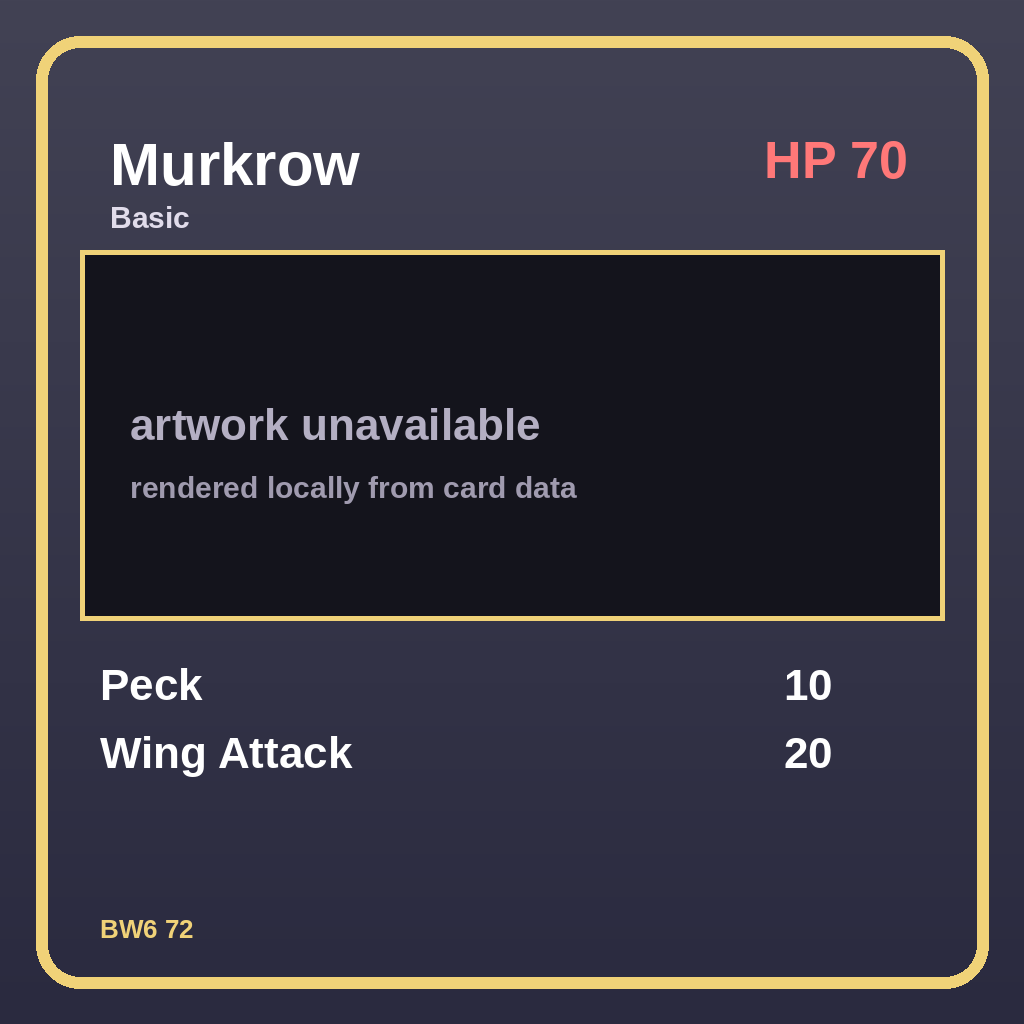 Murkrow
HP 70
Basic
artwork unavailable
rendered locally from card data
Peck 10
Wing Attack 20
BW6 72